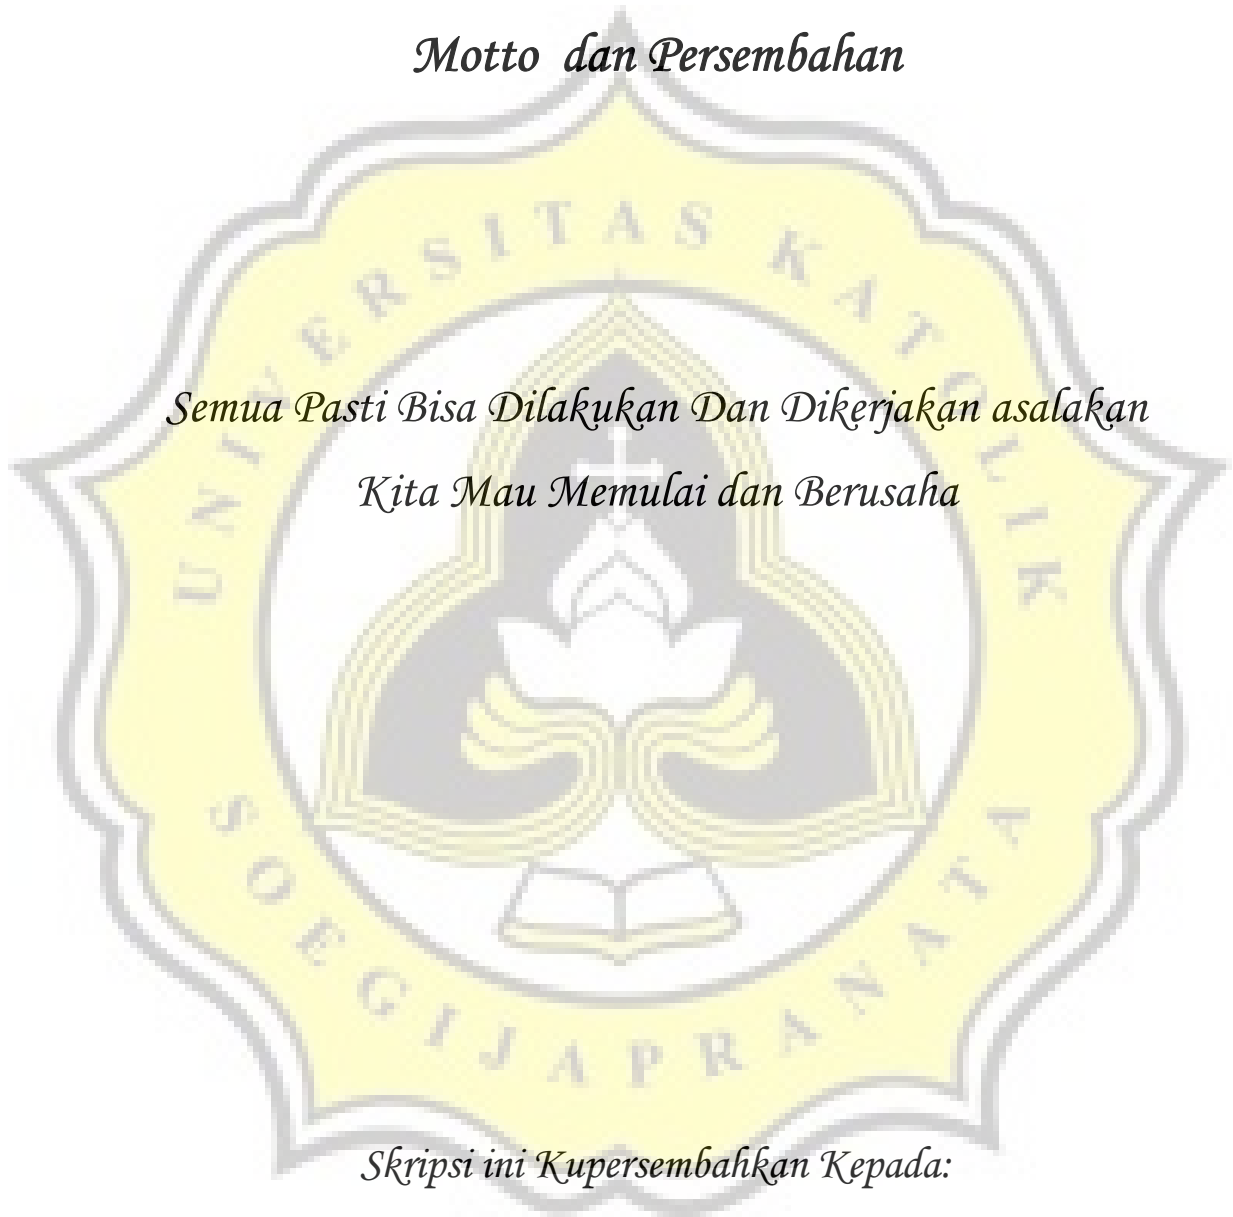 Motto dan Persembahan
UNIVERSITAS KATOLIK
Semua Pasti Bisa Dilakukan Dan Dikerjakan asalakan
Kita Mau Memulai dan Berusaha
SOEGIJAPRANATA
Skripsi ini Kupersembahkan Kepada: